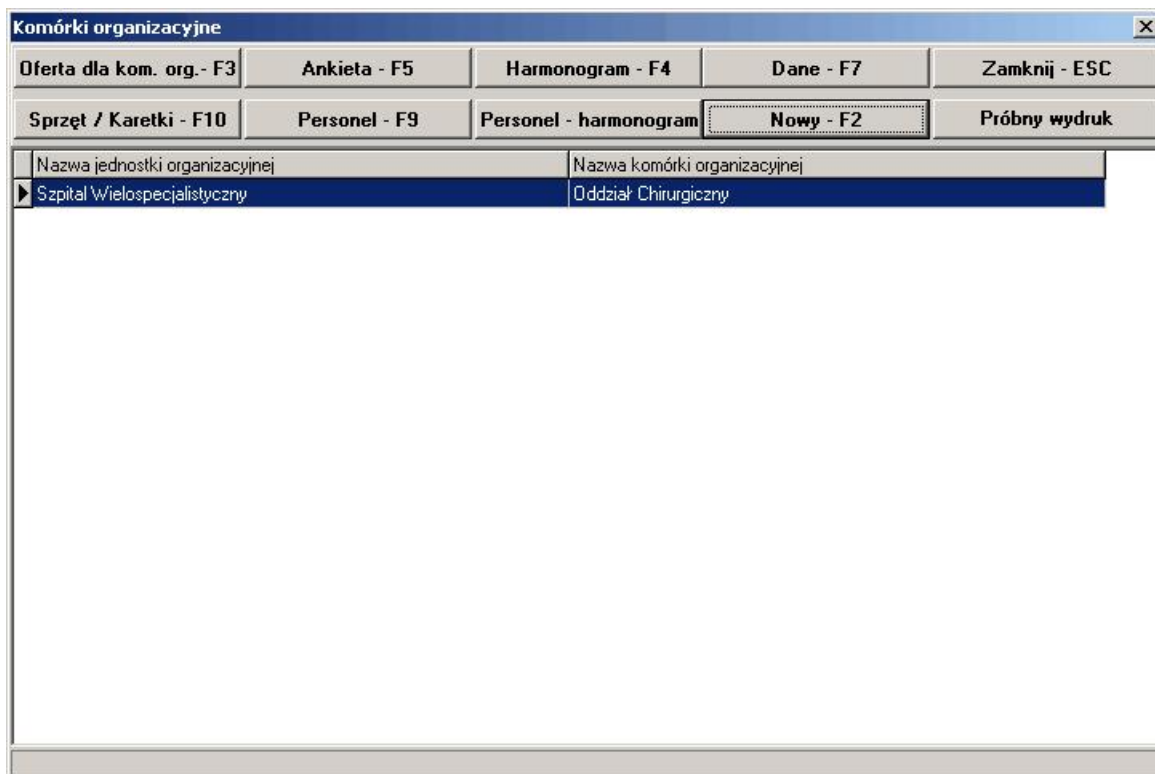 Komórki organizacyjne
Oferta dla kom. org.- F3 Ankieta - F5 Harmonogram - F4 Dane - F7 Zamknij - ESC
Sprzęt / Karetki - F10 Personel - F9 Personel - harmonogram Nowy - F2 Próbny wydruk
Nazwa jednostki organizacyjnej Nazwa komórki organizacyjnej
Szpital Wielospecjalistyczny Oddział Chirurgiczny